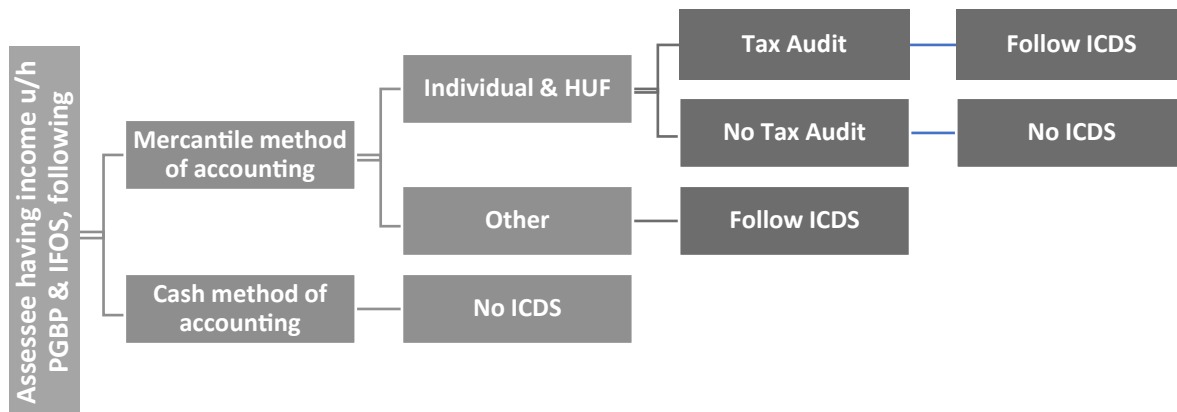 Assessee having income u/h
PGBP & IFOS, following
Mercantile method
of accounting
Individual & HUF
Tax Audit
Follow ICDS
No Tax Audit
No ICDS
Other
Follow ICDS
Cash method of
accounting
No ICDS